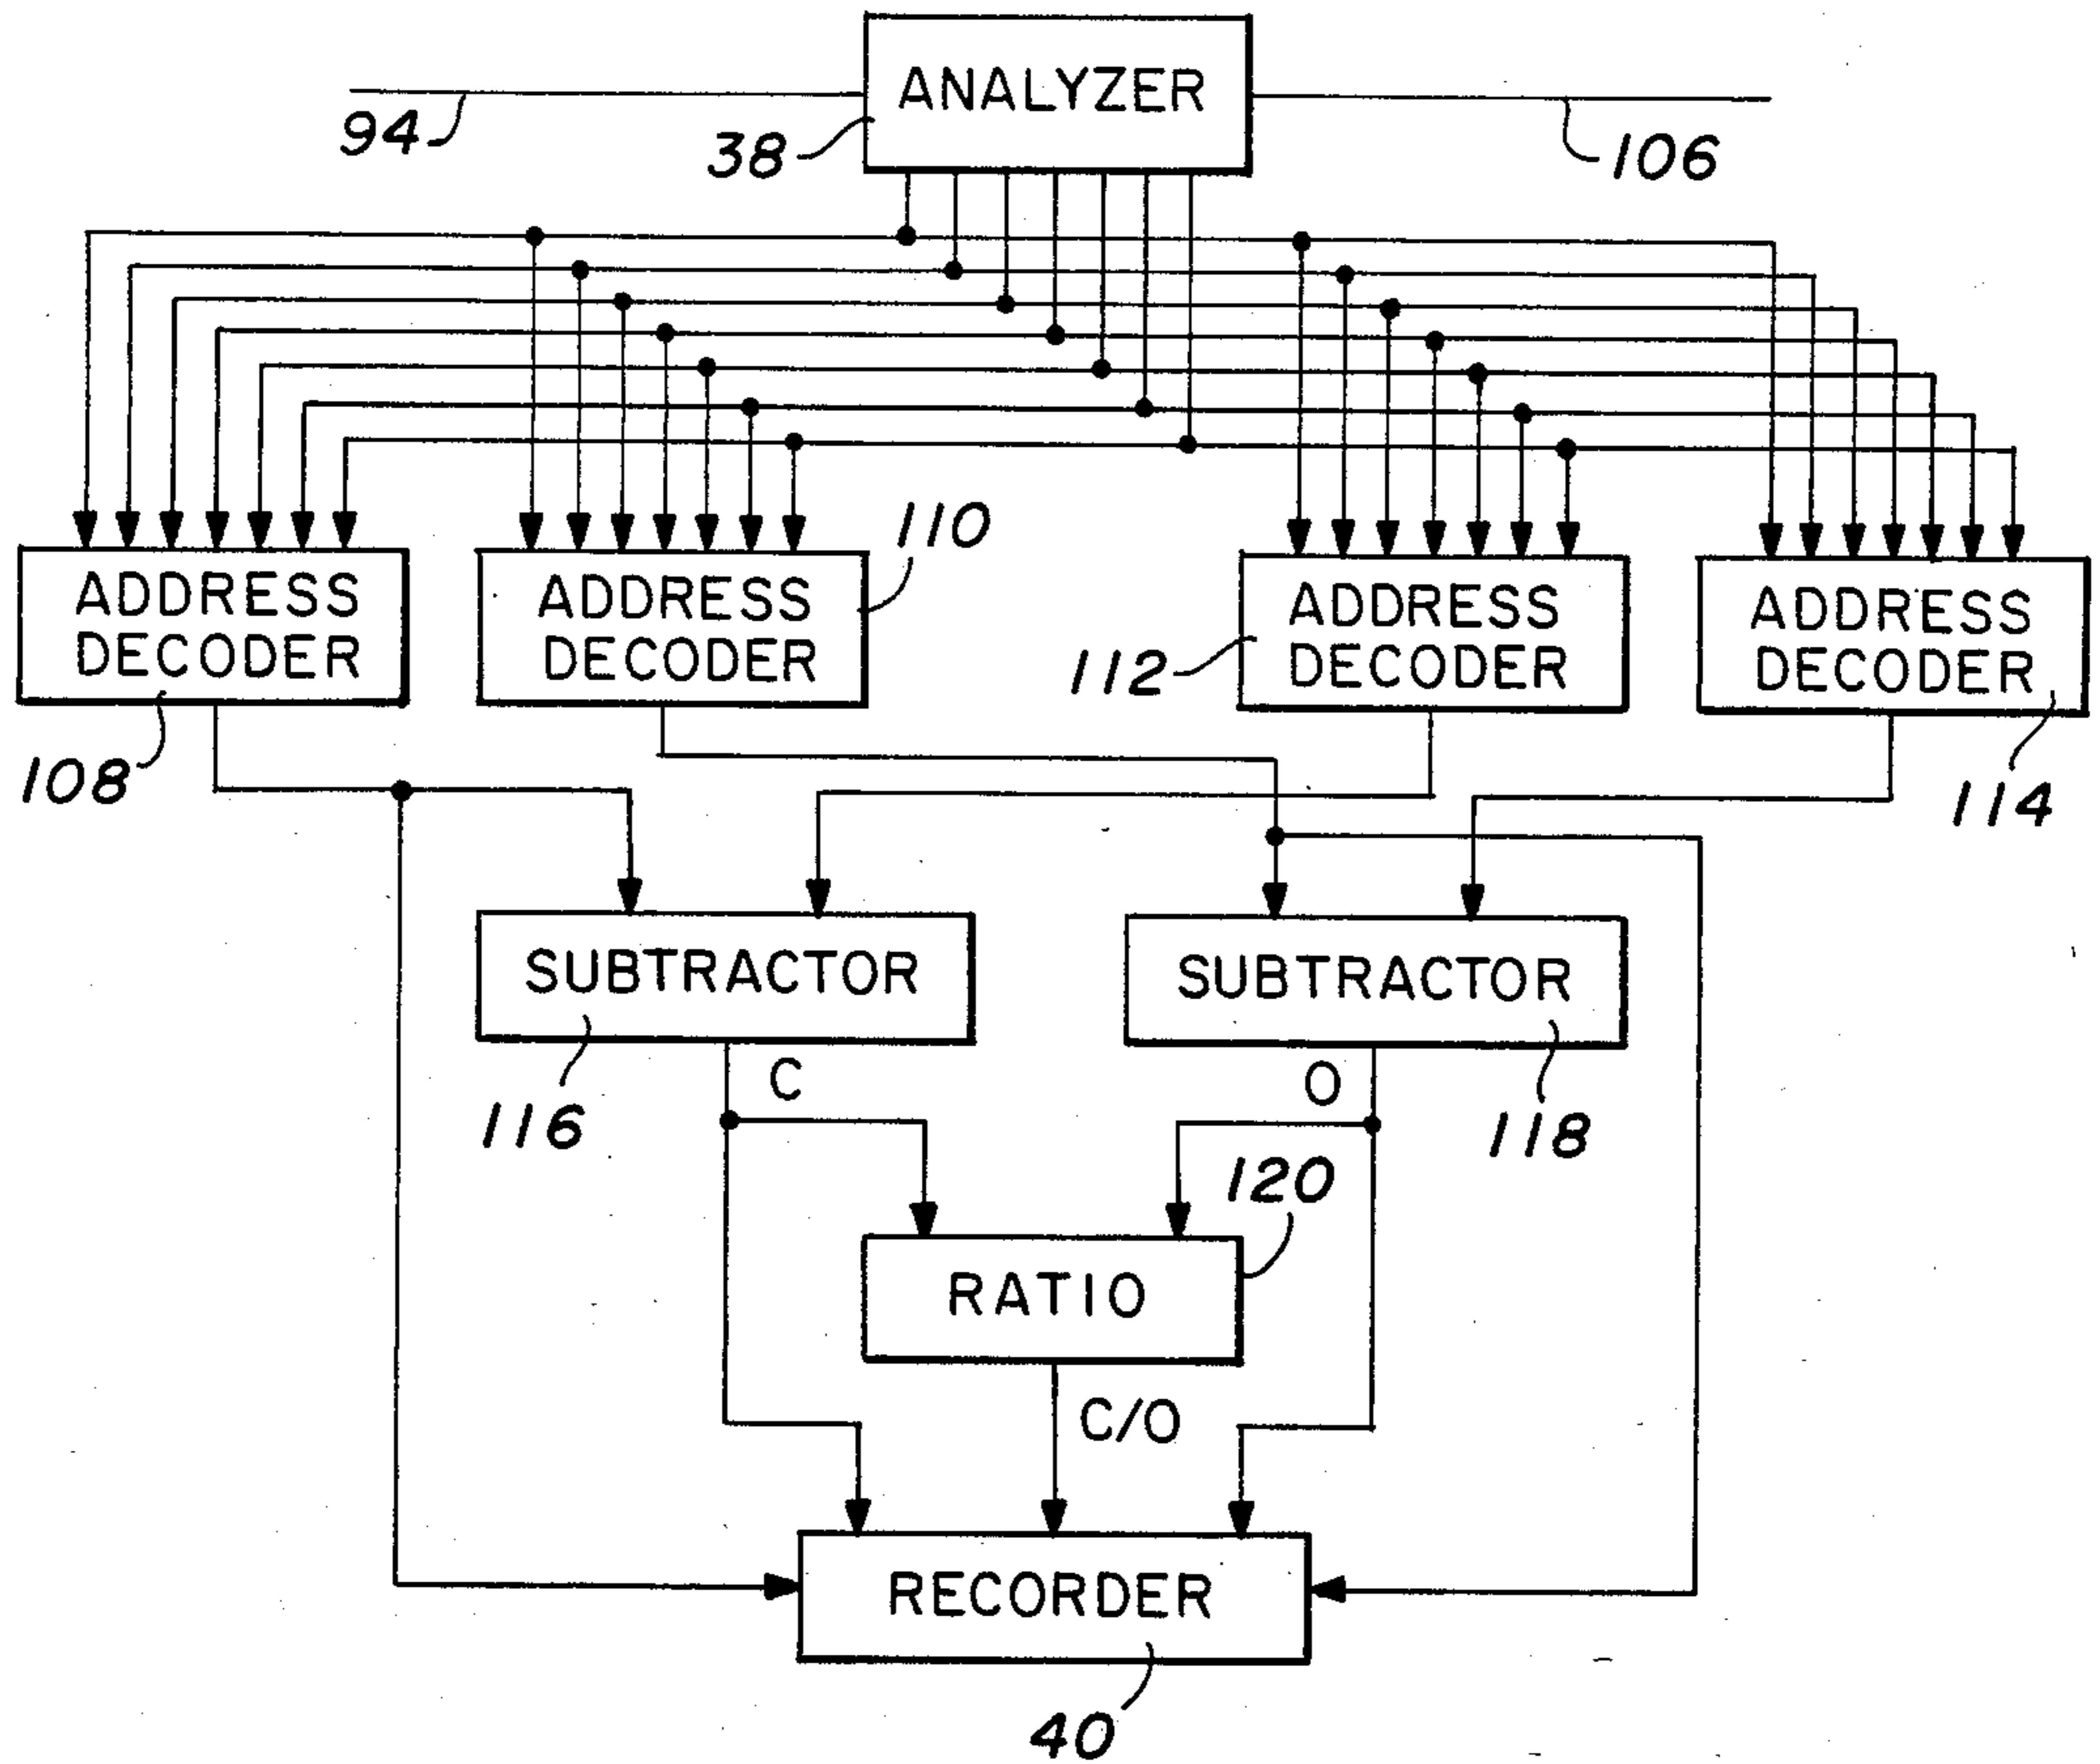 ANALYZER
94
38
106
110
ADDRESS
DECODER
ADDRESS
DECODER
112
ADDRESS
DECODER
ADDRESS
DECODER
108
114
SUBTRACTOR
SUBTRACTOR
C
O
116
118
120
RATIO
C/O
RECORDER
40